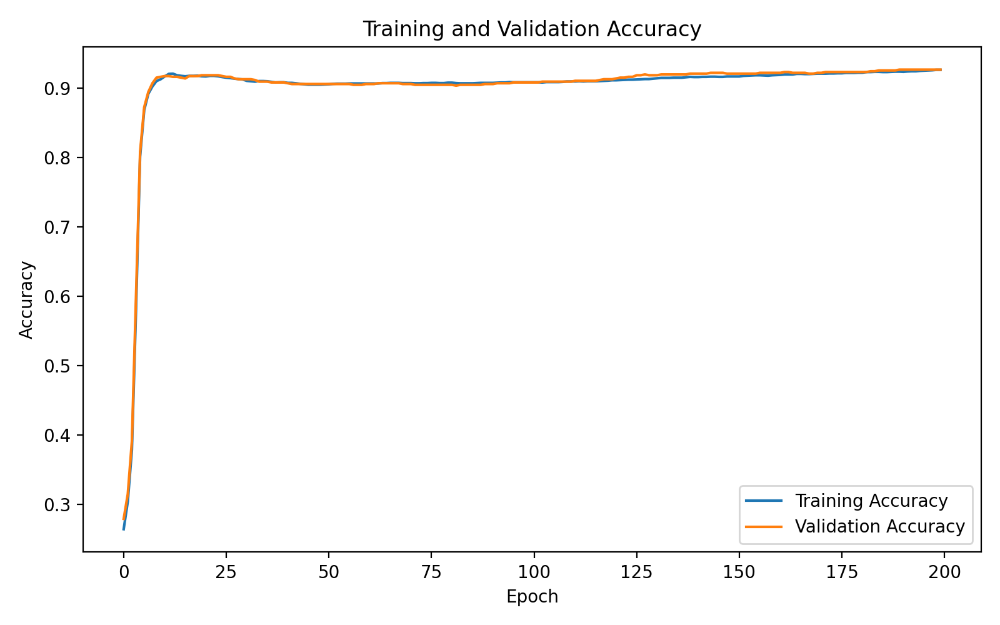 Training and Validation Accuracy
Accuracy
0.9
0.8
0.7
0.6
0.5
0.4
0.3
Training Accuracy
Validation Accuracy
0 25 50 75 100 125 150 175 200
Epoch